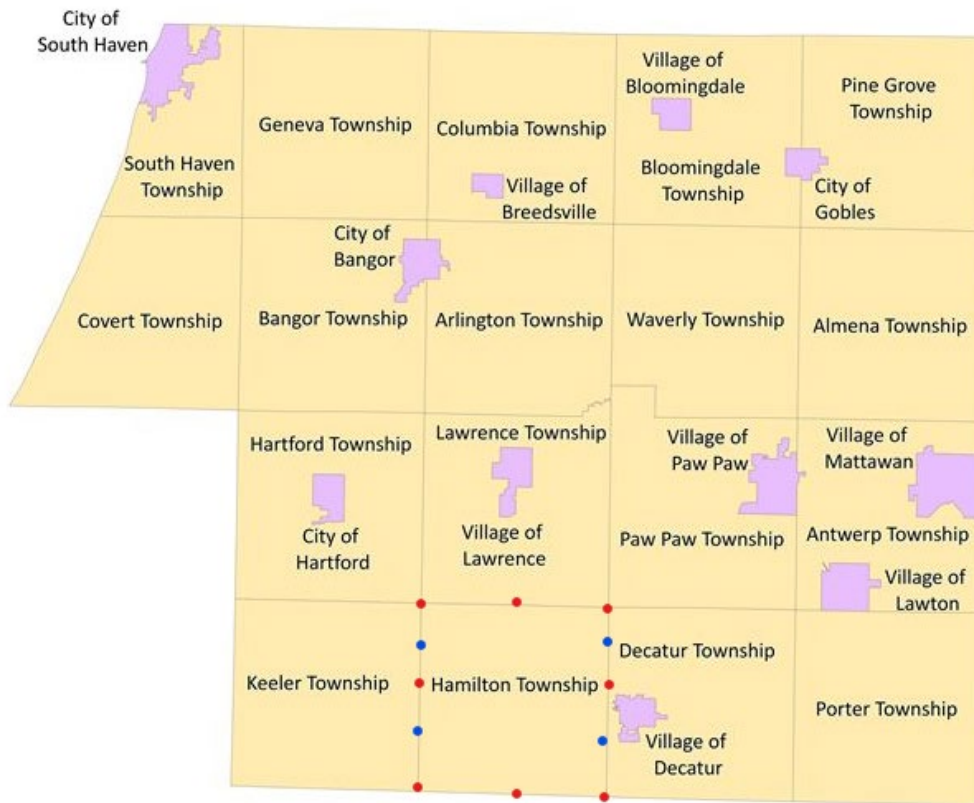 City of
South Haven
Village of
Bloomingdale
Pine Grove
Township
Geneva Township
Columbia Township
South Haven
Township
Village of
Breedsville
Bloomingdale
Township
City of
Gobles
City of
Bangor
Covert Township
Bangor Township
Arlington Township
Waverly Township
Almena Township
Hartford Township
Lawrence Township
Village of
Paw Paw
Village of
Mattawan
City of
Hartford
Village of
Lawrence
Paw Paw Township
Antwerp Township
Village of
Lawton
Keeler Township
Hamilton Township
Decatur Township
Porter Township
Village of
Decatur